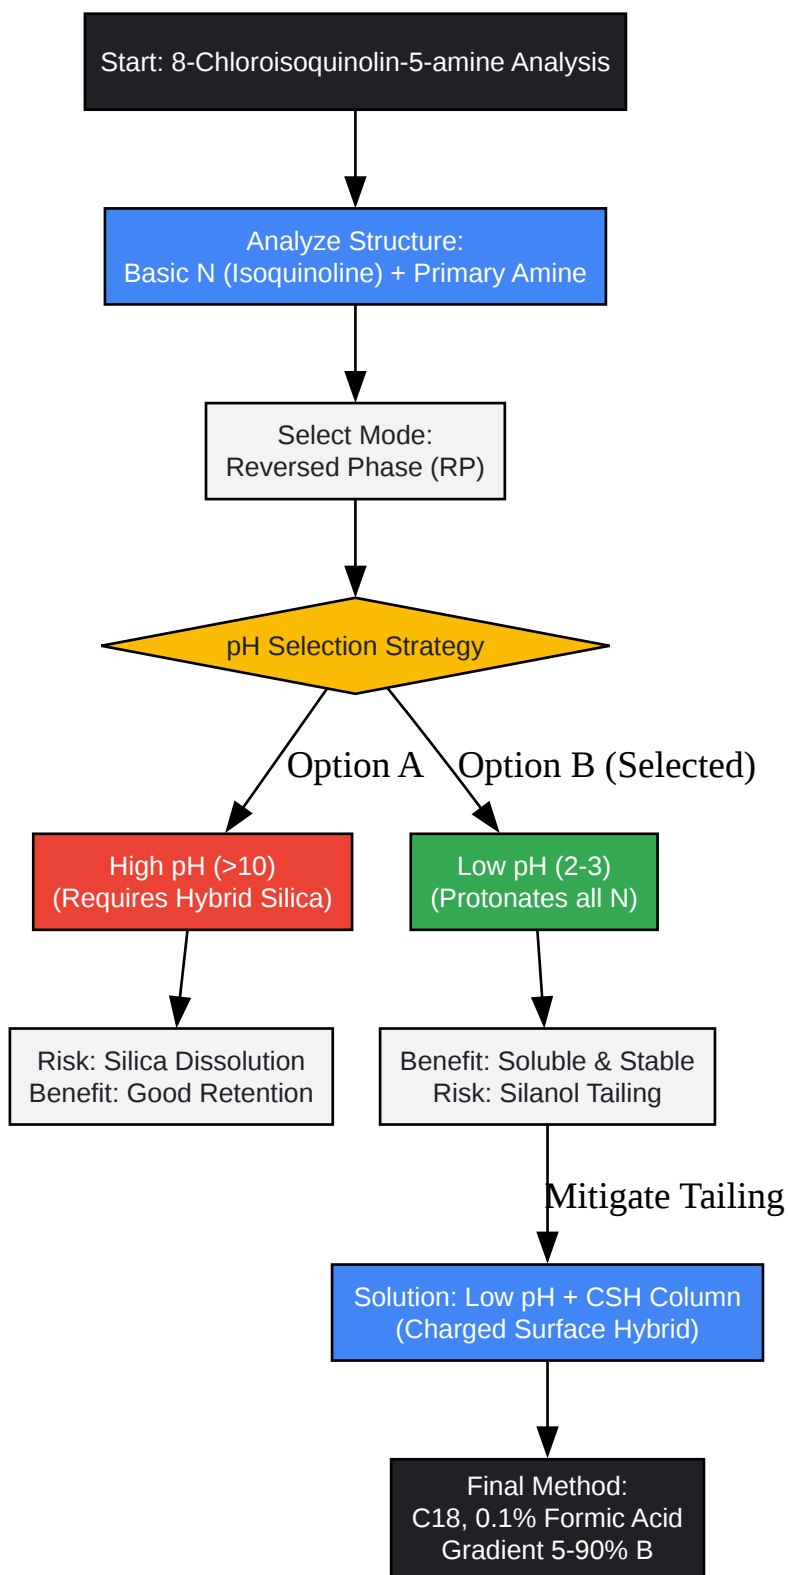 Start: 8-Chloroisoquinolin-5-amine Analysis
Analyze Structure:
Basic N (Isoquinoline) + Primary Amine
Select Mode:
Reversed Phase (RP)
pH Selection Strategy
Option A
Option B (Selected)
High pH (>10)
(Requires Hybrid Silica)
Low pH (2-3)
(Protonates all N)
Risk: Silica Dissolution
Benefit: Good Retention
Benefit: Soluble & Stable
Risk: Silanol Tailing
Mitigate Tailing
Solution: Low pH + CSH Column
(Charged Surface Hybrid)
Final Method:
C18, 0.1% Formic Acid
Gradient 5-90% B